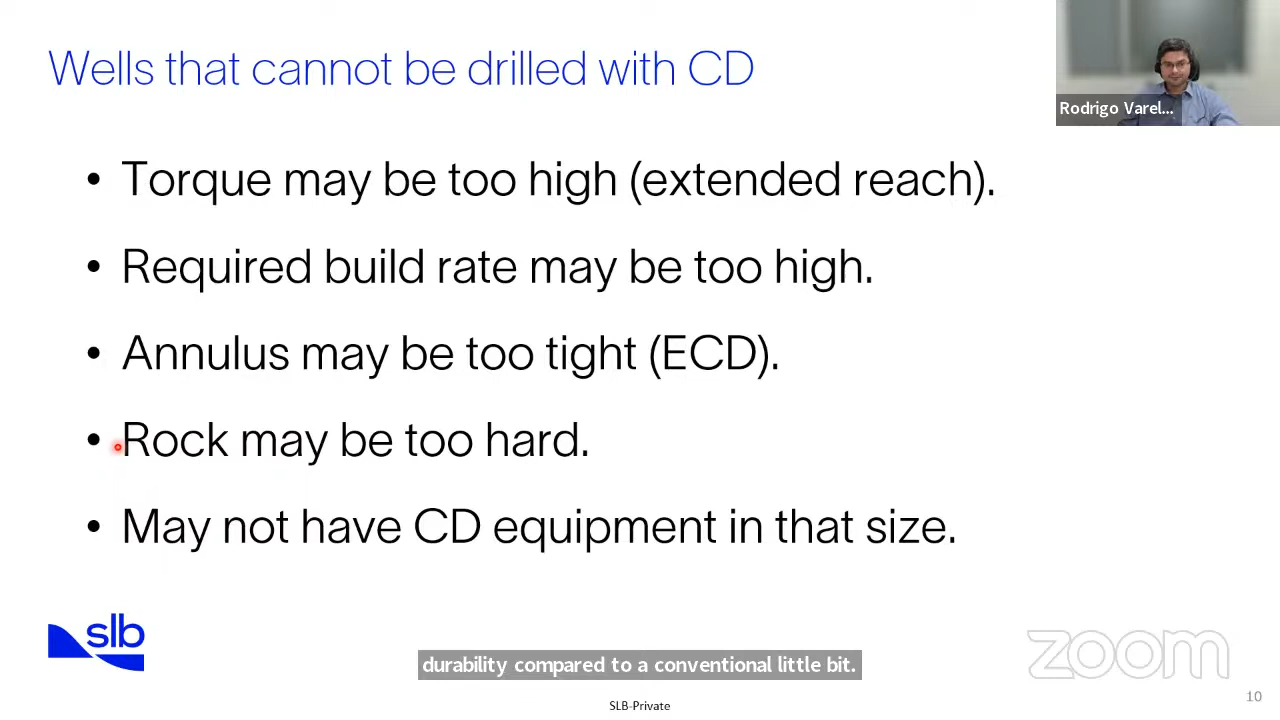 Wells that cannot be drilled with CD
Rodrigo Varel...
• Torque may be too high (extended reach).
• Required build rate may be too high.
• Annulus may be too tight (ECD).
• Rock may be too hard.
• May not have CD equipment in that size.
slb
durability compared to a conventional little bit.
zoom
SLB-Private
10